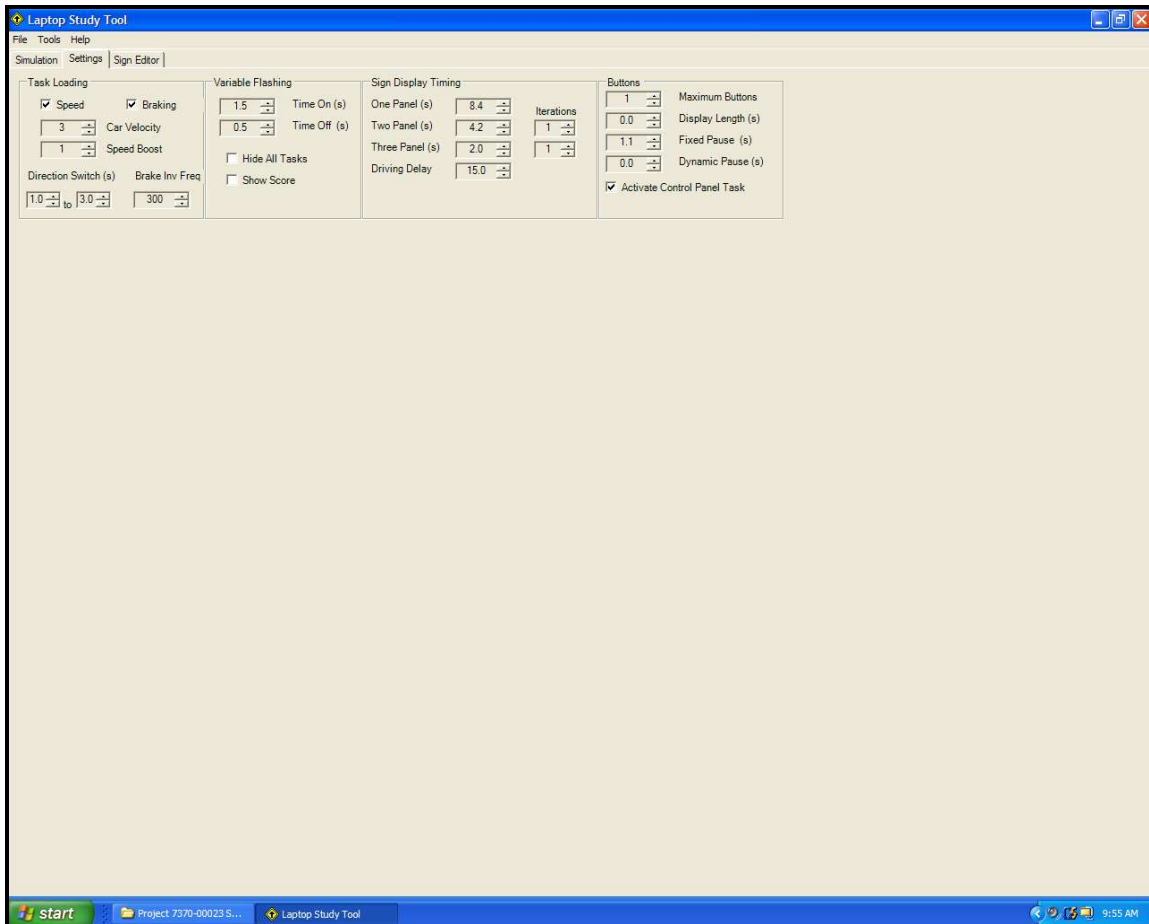 Laptop Study Tool
File Tools Help
Simulation Settings Sign Editor
Task Loading
Speed Braking
3 Car Velocity
1 Speed Boost
Direction Switch (s) Brake Inv Freq
1.0 to 3.0 300
Variable Flashing
1.5 Time On (s)
0.5 Time Off (s)
Hide All Tasks
Show Score
Sign Display Timing
One Panel (s) 8.4 Iterations
Two Panel (s) 4.2 1
Three Panel (s) 2.0 1
Driving Delay 15.0
Buttons
1 Maximum Buttons
0.0 Display Length (s)
1.1 Fixed Pause (s)
0.0 Dynamic Pause (s)
Activate Control Panel Task
start Project 7370-00023 S... Laptop Study Tool 9:55 AM